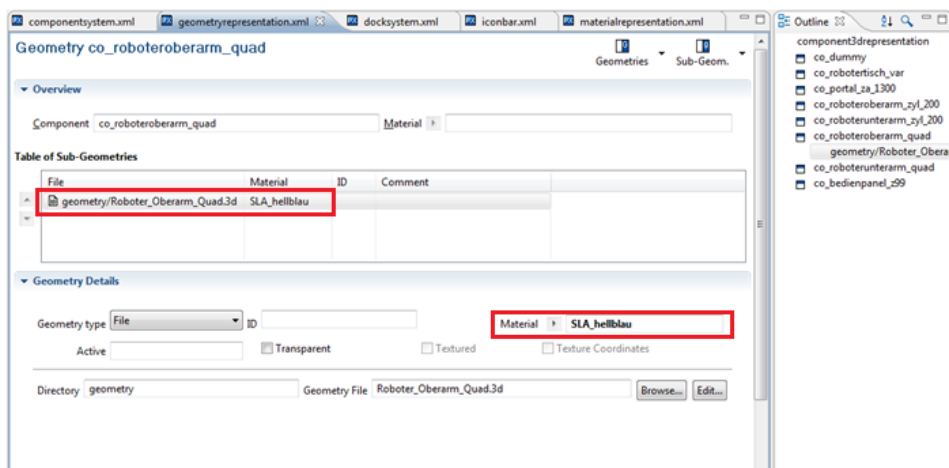 componentsystem.xml geometryrepresentation.xml docksystem.xml iconbar.xml materialrepresentation.xml
Geometry co_roboteroberarm_quad
Geometries Sub-Geom.
Overview
Component co_roboteroberarm_quad Material
Table of Sub-Geometries
File Material ID Comment
geometry/Roboter_Oberarm_Quad.3d SLA_hellblau
Geometry Details
Geometry type File ID Material SLA_hellblau
Active Transparent Textured Texture Coordinates
Directory geometry Geometry File Roboter_Oberarm_Quad.3d Browse... Edit...
Outline
component3drepresentation
co_dummy
co_robotertisch_var
co_portal_za_1300
co_roboteroberarm_zyl_200
co_roboterunterarm_zyl_200
co_roboteroberarm_quad
geometry/Roboter_Obera
co_roboterunterarm_quad
co_bedienpanel_z99